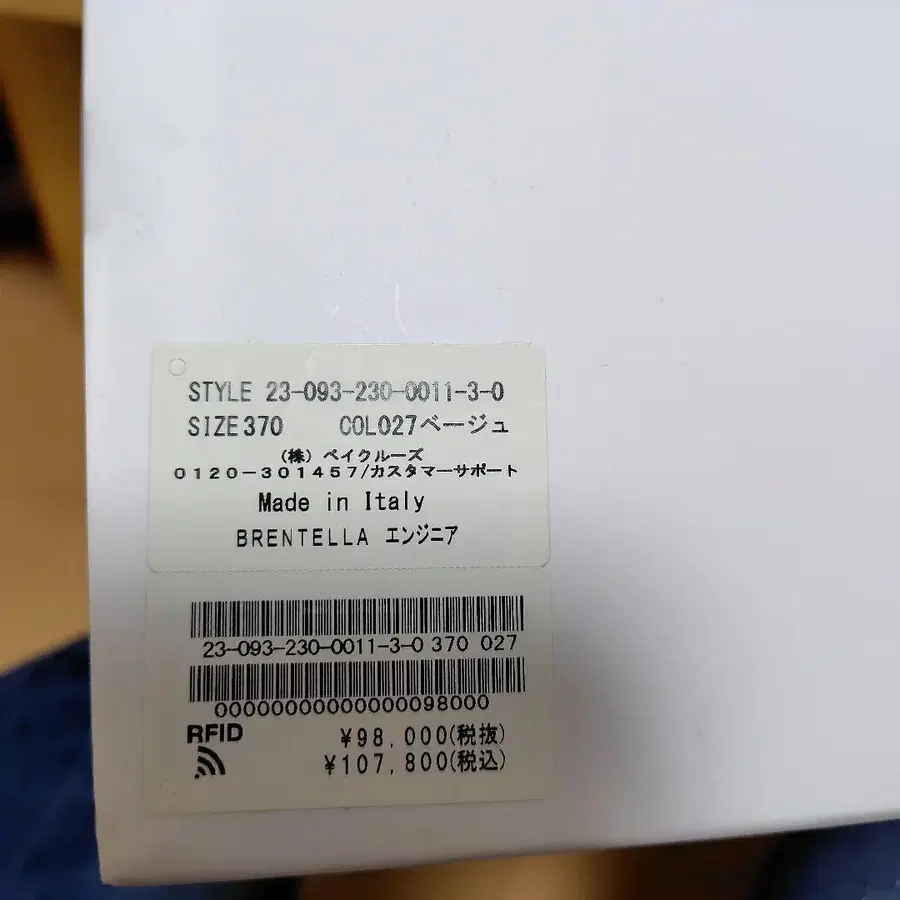 STYLE 23-093-230-0011-3-0
SIZE370 COL027ベージュ
(株) ベイクルーズ
0120-301457/カスタマーサポート
Made in Italy
BRENTELLA エンジニア
23-093-230-0011-3-0 370 027
00000000000000098000
RFID
¥98,000(税抜)
¥107,800(税込)